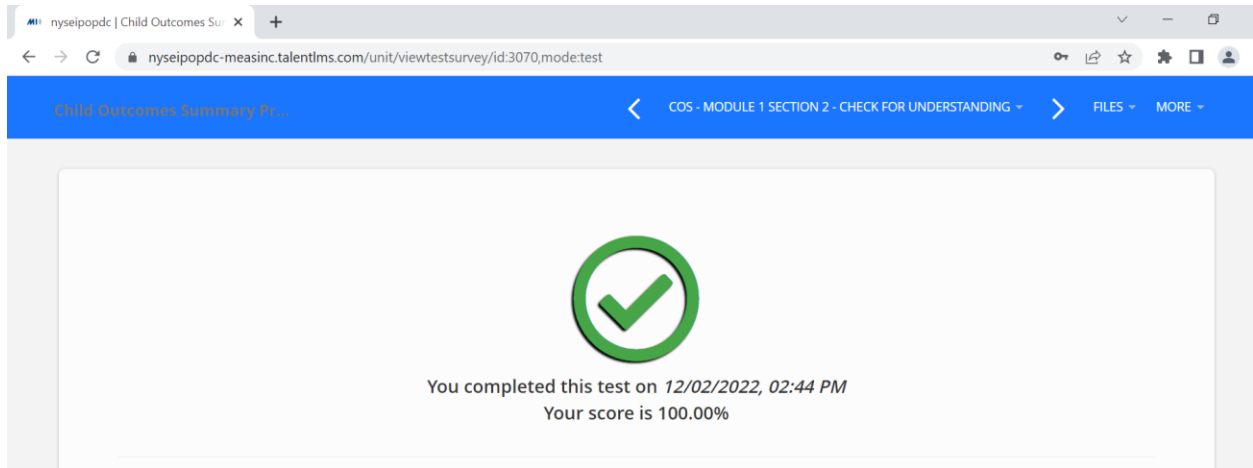 nyseipopdc | Child Outcomes Su
nyseipopdc-measinc.talentlms.com/unit/viewtestsurvey/id:3070,mode:test
Child Outcomes Summary Pr...
COS - MODULE 1 SECTION 2 - CHECK FOR UNDERSTANDING
FILES
MORE
You completed this test on 12/02/2022, 02:44 PM
Your score is 100.00%